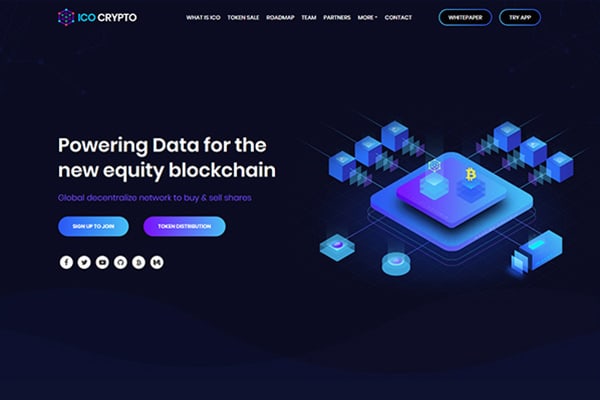 ICO CRYPTO
WHAT IS ICO TOKEN SALE ROADMAP TEAM PARTNERS MORE CONTACT
WHITEPAPER TRY APP
Powering Data for the
new equity blockchain
Global decentralize network to buy & sell shares
SIGN UP TO JOIN TOKEN DISTRIBUTION